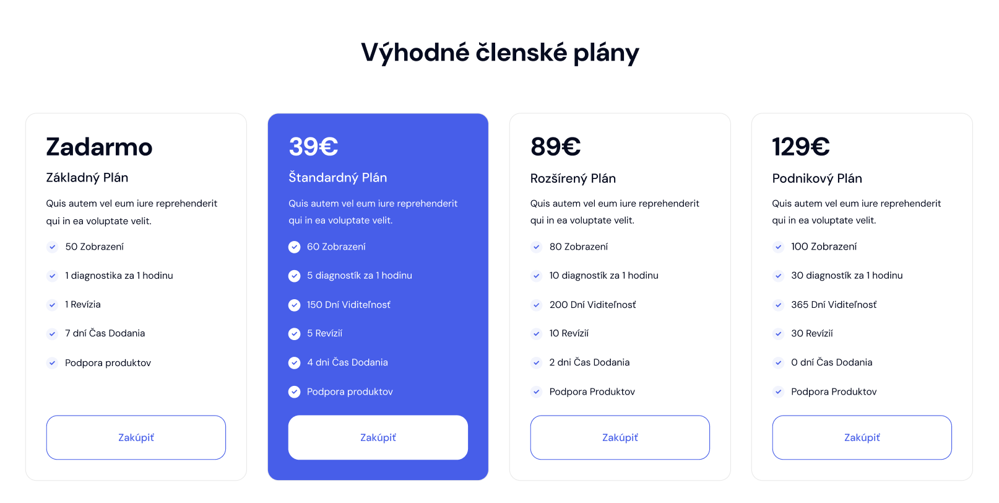 Výhodné členské plány
Zadarmo
Základný Plán
Quis autem vel eum iure reprehenderit
qui in ea voluptate velit.
50 Zobrazení
1 diagnostika za 1 hodinu
1 Revízia
7 dní Čas Dodania
Podpora produktov
Zakúpiť
39€
Štandardný Plán
Quis autem vel eum iure reprehenderit
qui in ea voluptate velit.
60 Zobrazení
5 diagnostík za 1 hodinu
150 Dní Viditeľnosť
5 Revízií
4 dni Čas Dodania
Podpora produktov
Zakúpiť
89€
Rozšírený Plán
Quis autem vel eum iure reprehenderit
qui in ea voluptate velit.
80 Zobrazení
10 diagnostík za 1 hodinu
200 Dní Viditeľnosť
10 Revízií
2 dni Čas Dodania
Podpora Produktov
Zakúpiť
129€
Podnikový Plán
Quis autem vel eum iure reprehenderit
qui in ea voluptate velit.
100 Zobrazení
30 diagnostík za 1 hodinu
365 Dní Viditeľnosť
30 Revízií
0 dní Čas Dodania
Podpora Produktov
Zakúpiť